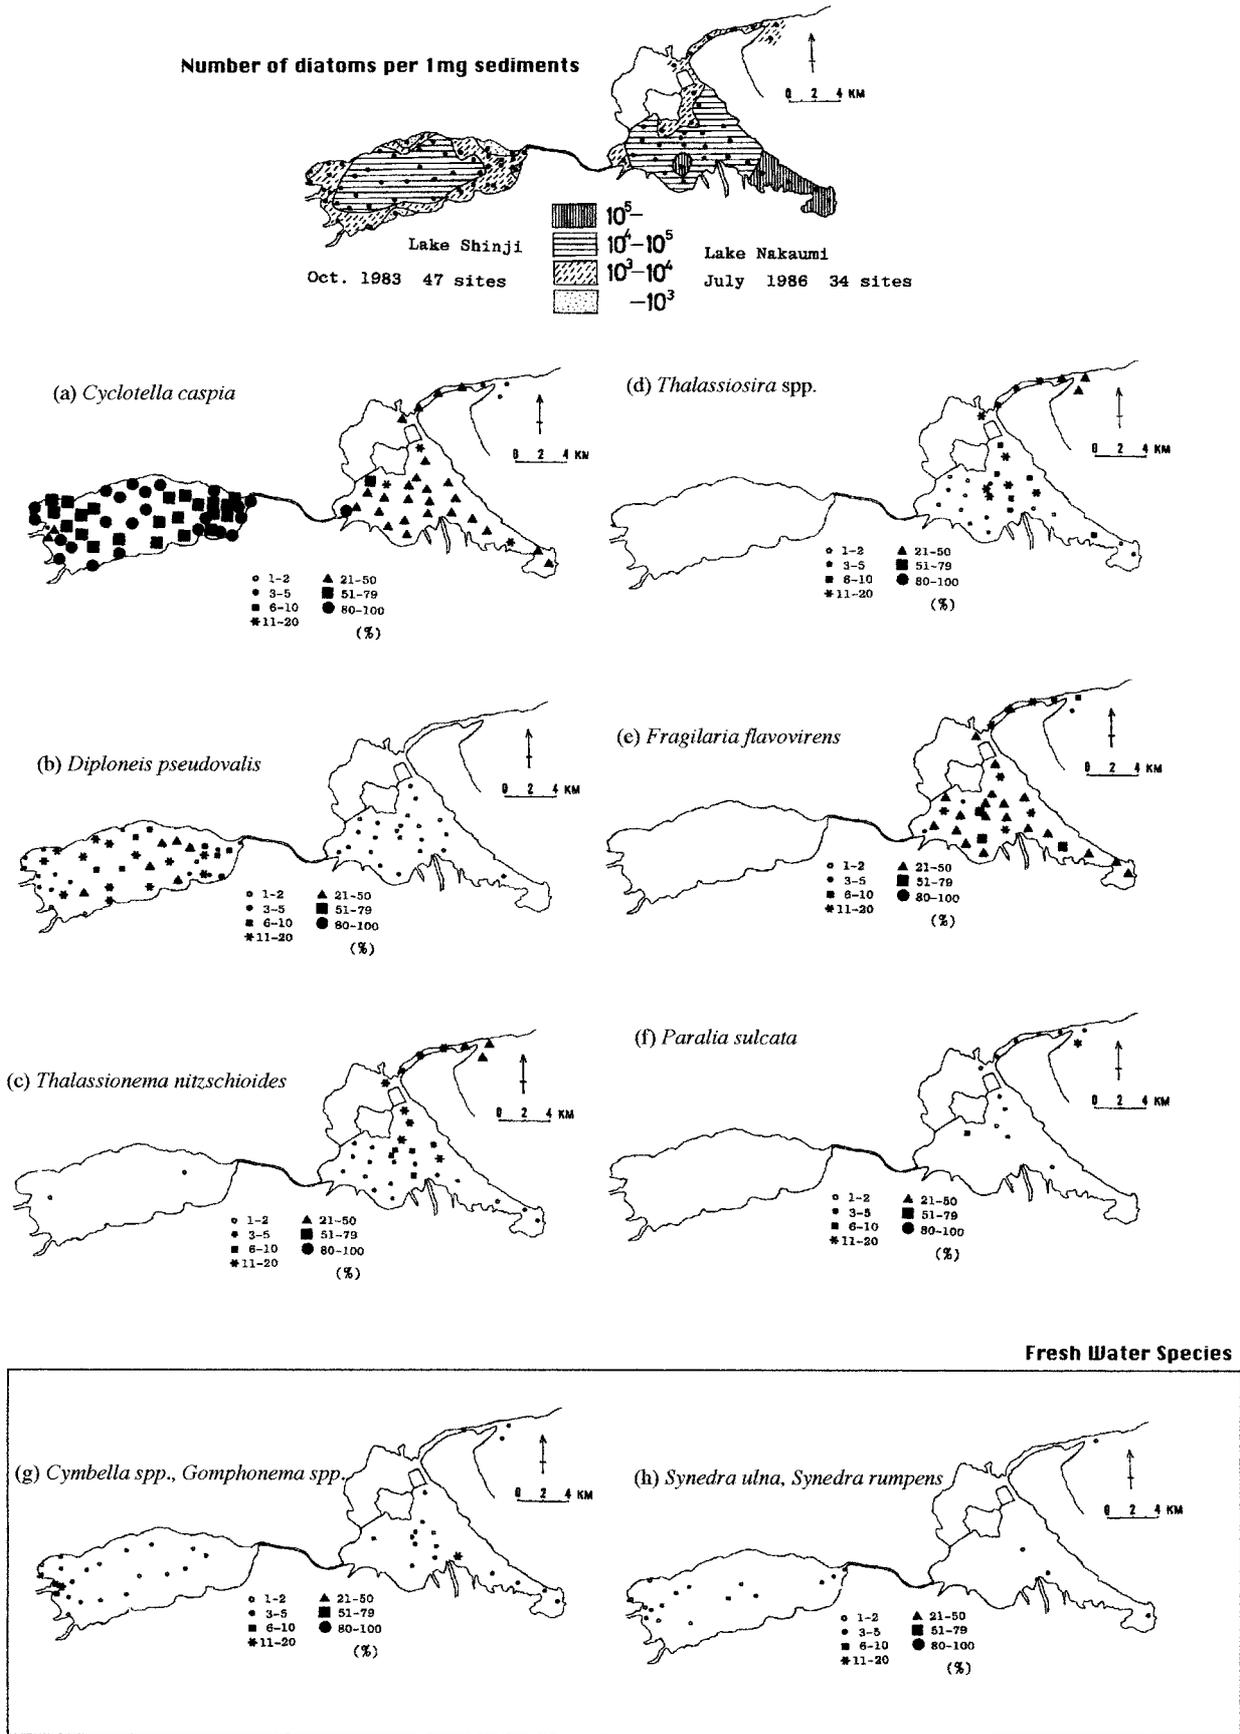 Number of diatoms per 1mg sediments
0 2 4 KM
10⁵-
10⁴-10⁵
10³-10⁴
-10³
Lake Shinji
Oct. 1983 47 sites
Lake Nakaumi
July 1986 34 sites
(a) Cyclotella caspia
0 2 4 KM
1-2
3-5
6-10
11-20
21-50
51-79
80-100
(%)
(d) Thalassiosira spp.
0 2 4 KM
1-2
3-5
6-10
11-20
21-50
51-79
80-100
(%)
(b) Diploneis pseudovalis
0 2 4 KM
1-2
3-5
6-10
11-20
21-50
51-79
80-100
(%)
(e) Fragilaria flavovirens
0 2 4 KM
1-2
3-5
6-10
11-20
21-50
51-79
80-100
(%)
(c) Thalassionema nitzschioides
0 2 4 KM
1-2
3-5
6-10
11-20
21-50
51-79
80-100
(%)
(f) Paralia sulcata
0 2 4 KM
1-2
3-5
6-10
11-20
21-50
51-79
80-100
(%)
Fresh Water Species
(g) Cymbella spp., Gomphonema spp.
0 2 4 KM
1-2
3-5
6-10
11-20
21-50
51-79
80-100
(%)
(h) Synedra ulna, Synedra rumpens
0 2 4 KM
1-2
3-5
6-10
11-20
21-50
51-79
80-100
(%)